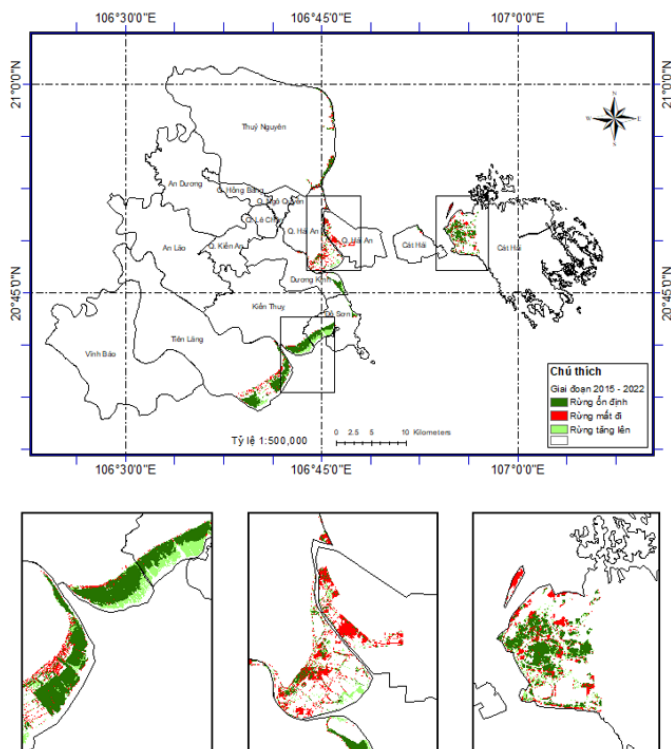 106°30'0"E 106°45'0"E 107°0'0"E
21°0'0"N 21°0'0"N
N
W E
S
Thuỷ Nguyên
An Dương
Q. Hồng Bàng
Q. Ngô Quyền
Q. Lê Chân
Q. Hải An Q. Hải An
An Lão
Q. Kiến An
Cát Hải Cát Hải
20°45'0"N 20°45'0"N
Dương Kinh
Kiến Thuỵ
Đồ Sơn
Tiên Lãng
Vĩnh Bảo
Chú thích
Giai đoạn 2015 - 2022
Rừng ổn định
Rừng mất đi
Rừng tăng lên
0 2.5 5 10 Kilometers
Tỷ lệ 1:500,000
106°30'0"E 106°45'0"E 107°0'0"E